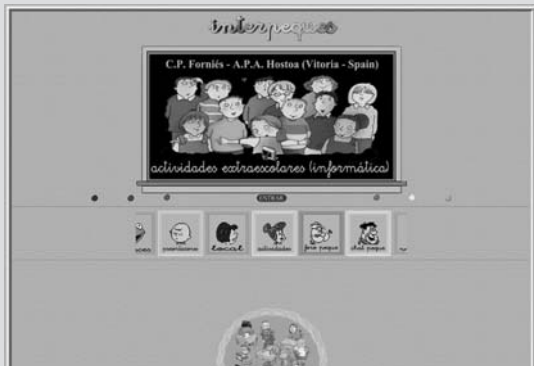 interpeques
C.P. Forniés - A.P.A. Hostoa (Vitoria - Spain)
actividades extraescolares (informática)
ENTRAR
local actividades foro peque chat peque